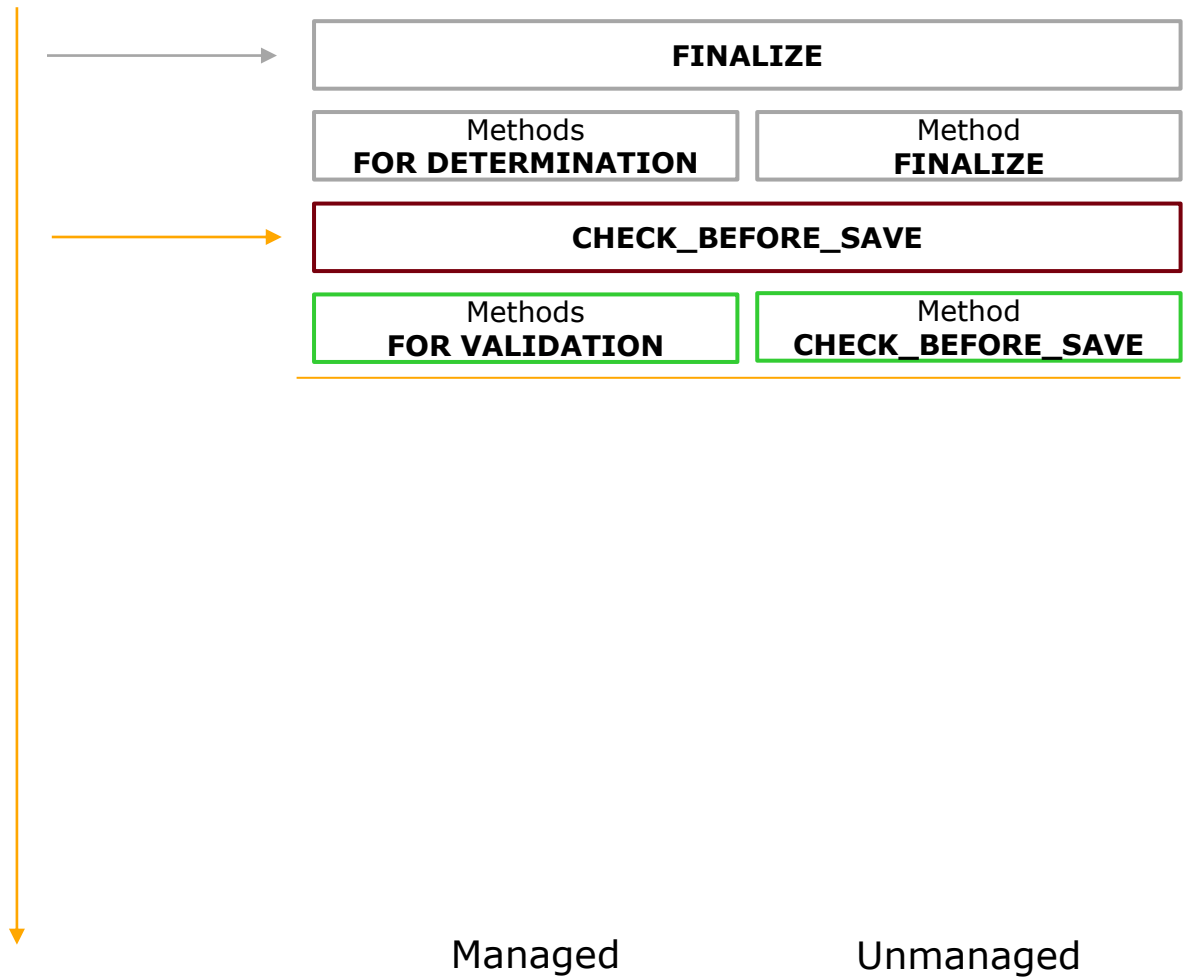 FINALIZE
Methods
FOR DETERMINATION
Method
FINALIZE
CHECK_BEFORE_SAVE
Methods
FOR VALIDATION
Method
CHECK_BEFORE_SAVE
Managed
Unmanaged